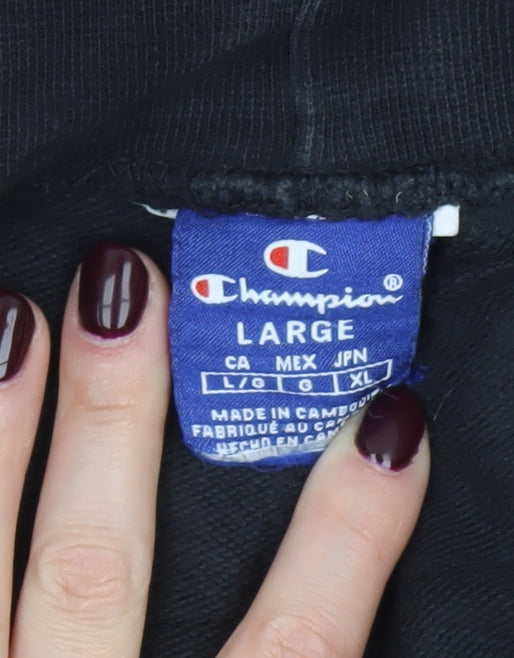 Champion®
LARGE
CA MEX JPN
L/G G XL
MADE IN
FABRIQUÉ AU
HECHO EN